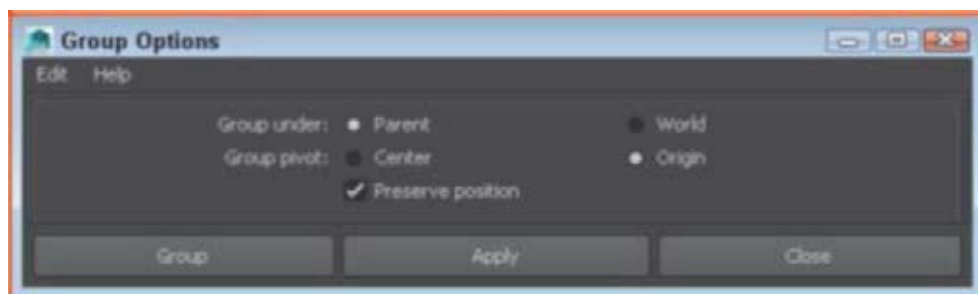 Group Options
Edit Help
Group under: Parent World
Group pivot: Center Origin
Preserve position
Group Apply Close